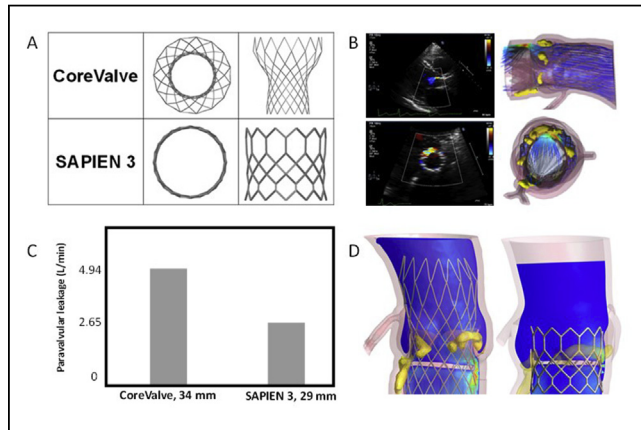 A
CoreValve
SAPIEN 3
B
C
Paravalvular leakage (L/min)
4.94
2.65
0
CoreValve, 34 mm
SAPIEN 3, 29 mm
D